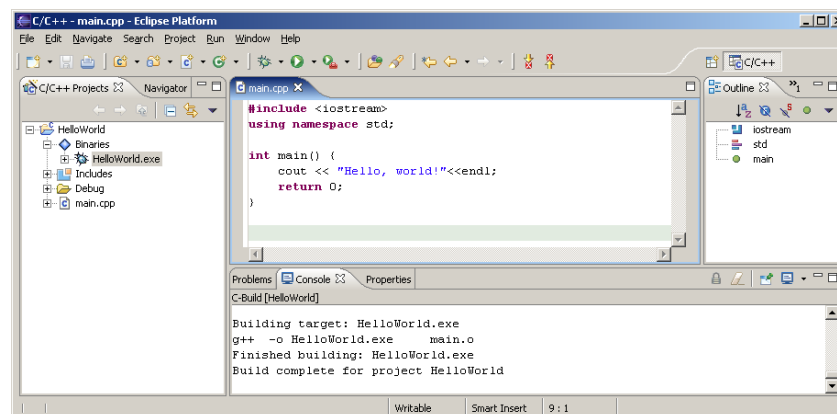 C/C++ - main.cpp - Eclipse Platform
File Edit Navigate Search Project Run Window Help
C/C++
C/C++ Projects Navigator
HelloWorld
Binaries
HelloWorld.exe
Includes
Debug
main.cpp
main.cpp
#include <iostream>
using namespace std;
int main() {
cout << "Hello, world!"<<endl;
return 0;
}
Outline »1
iostream
std
main
Problems Console Properties
C-Build [HelloWorld]
Building target: HelloWorld.exe
g++ -o HelloWorld.exe main.o
Finished building: HelloWorld.exe
Build complete for project HelloWorld
Writable Smart Insert 9 : 1